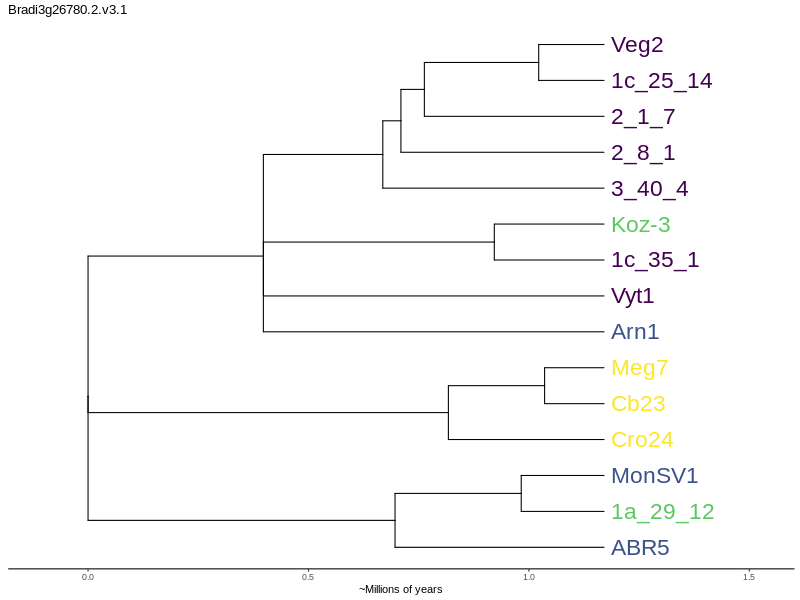 Bradi3g26780.2.v3.1
Veg2
1c_25_14
2_1_7
2_8_1
3_40_4
Koz-3
1c_35_1
Vyt1
Arn1
Meg7
Cb23
Cro24
MonSV1
1a_29_12
ABR5
0.0 0.5 1.0 1.5
~Millions of years